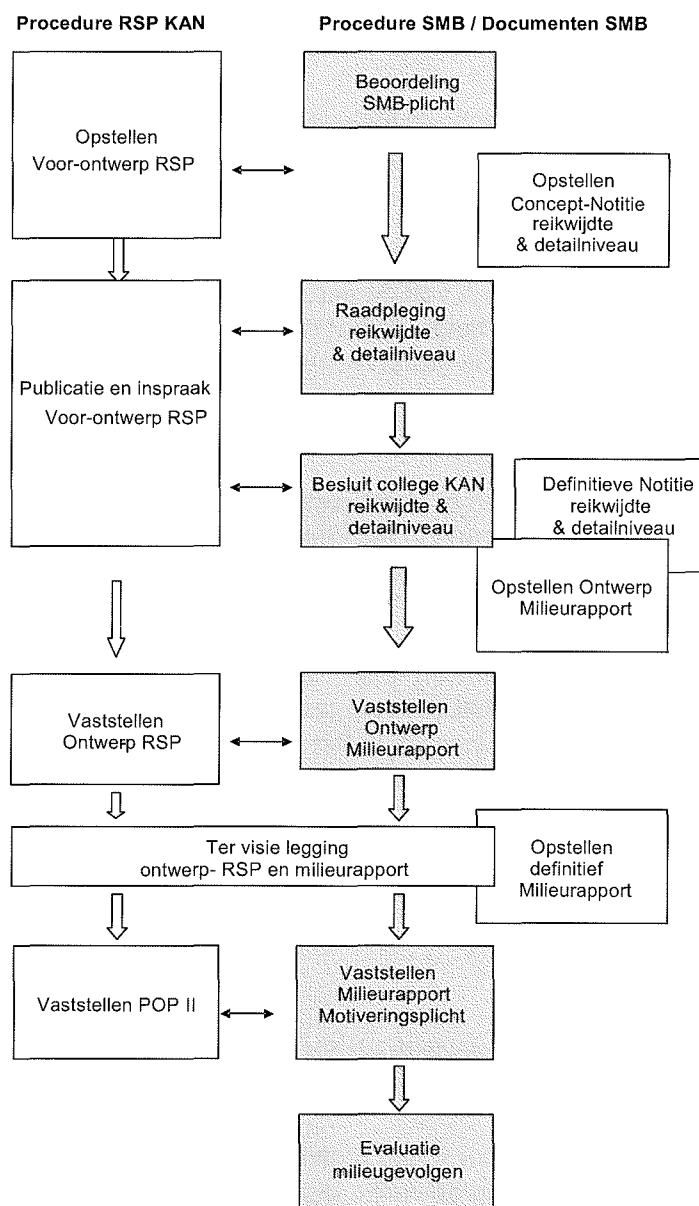 Procedure RSP KAN
Procedure SMB / Documenten SMB
Beoordeling
SMB-plicht
Opstellen
Voor-ontwerp RSP
Opstellen
Concept-Notitie
reikwijdte
& detailniveau
Raadpleging
reikwijdte
& detailniveau
Publicatie en inspraak
Voor-ontwerp RSP
Besluit college KAN
reikwijdte &
detailniveau
Definitieve Notitie
reikwijdte
& detailniveau
Opstellen Ontwerp
Milieurapport
Vaststellen
Ontwerp RSP
Vaststellen
Ontwerp
Milieurapport
Ter visie legging
ontwerp- RSP en milieurapport
Opstellen
definitief
Milieurapport
Vaststellen POP II
Vaststellen
Milieurapport
Motiveringsplicht
Evaluatie
milieugevolgen